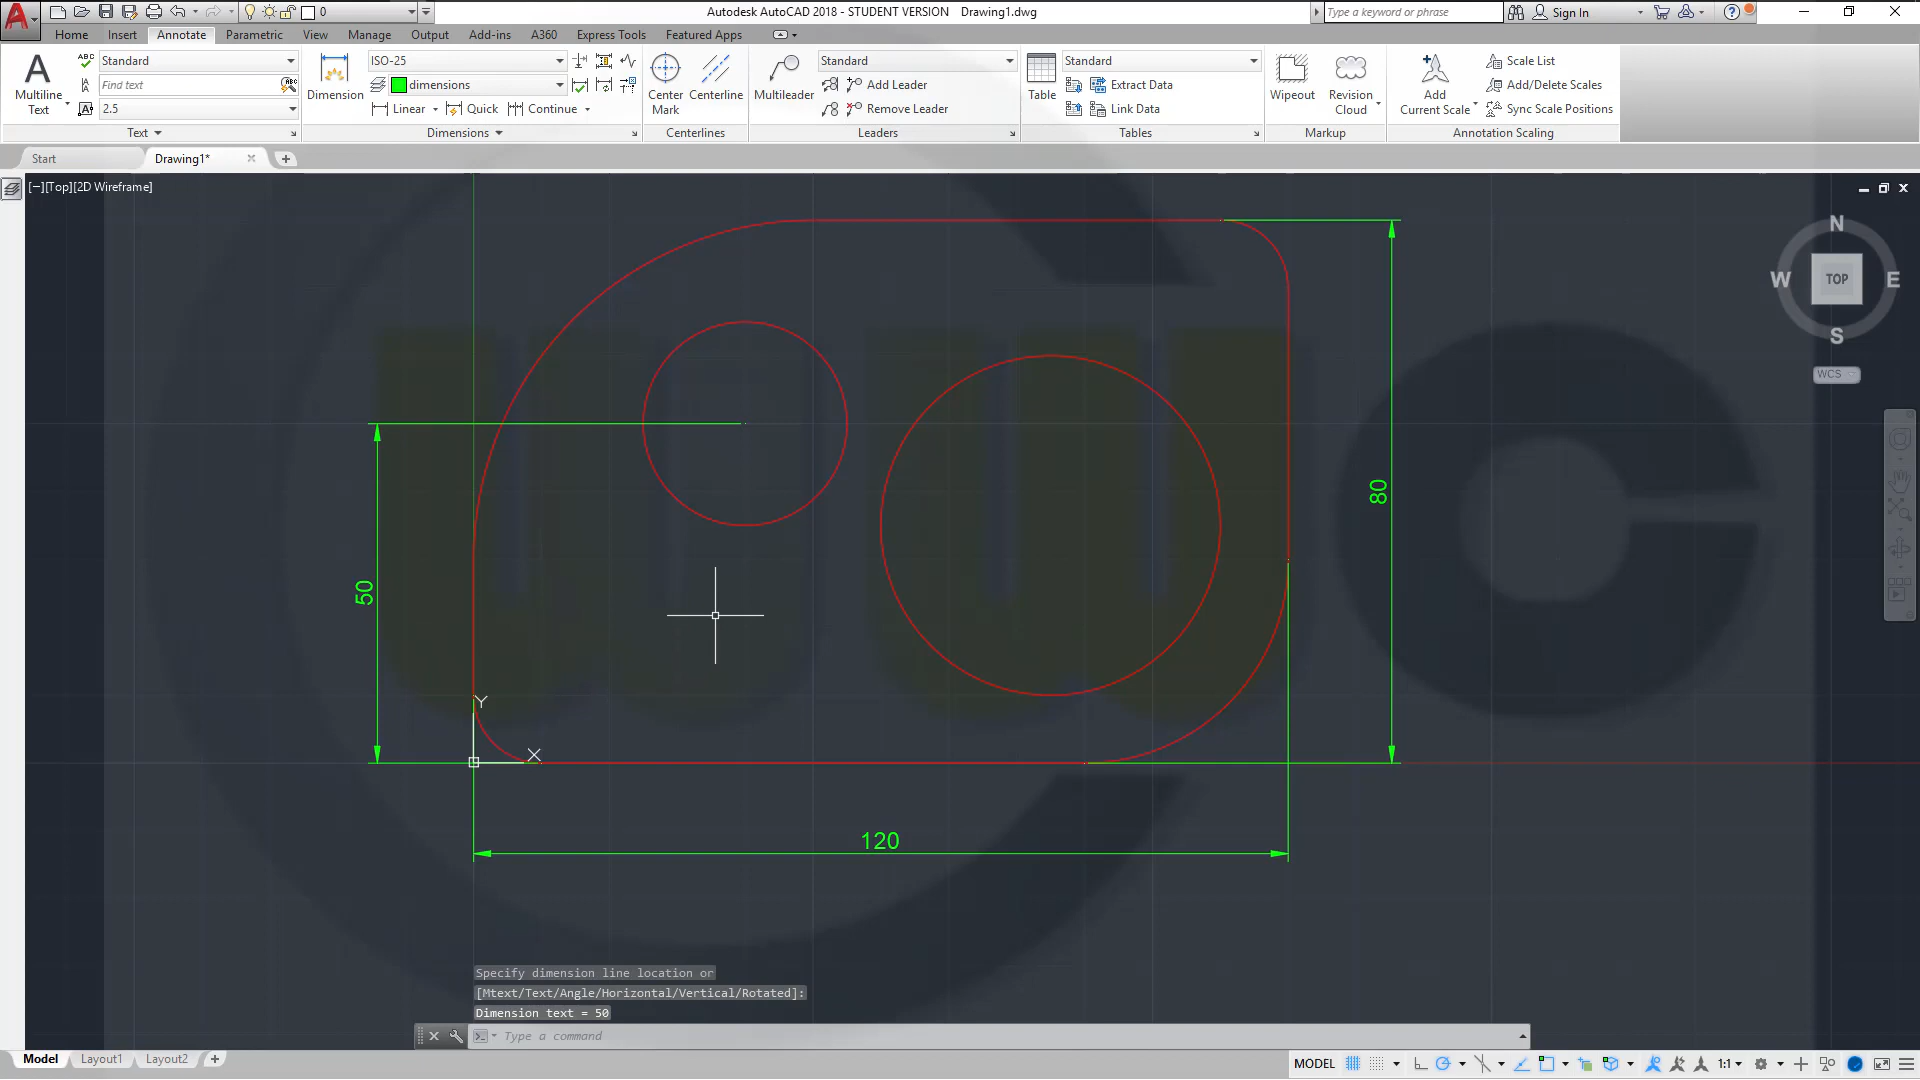 Autodesk AutoCAD 2018 - STUDENT VERSION Drawing1.dwg
0
Type a keyword or phrase
Sign In
Home Insert Annotate Parametric View Manage Output Add-ins A360 Express Tools Featured Apps
Multiline Text
Standard
Find text
2.5
Text
Dimension
ISO-25
dimensions
Linear Quick Continue
Dimensions
Center Mark
Centerline
Centerlines
Multileader
Standard
Add Leader
Remove Leader
Leaders
Table
Standard
Extract Data
Link Data
Tables
Wipeout
Revision Cloud
Markup
Add Current Scale
Scale List
Add/Delete Scales
Sync Scale Positions
Annotation Scaling
Start
Drawing1*
[−][Top][2D Wireframe]
N
W TOP E
S
WCS
80
50
Y
X
120
Specify dimension line location or
[Mtext/Text/Angle/Horizontal/Vertical/Rotated]:
Dimension text = 50
Type a command
Model Layout1 Layout2
MODEL
1:1